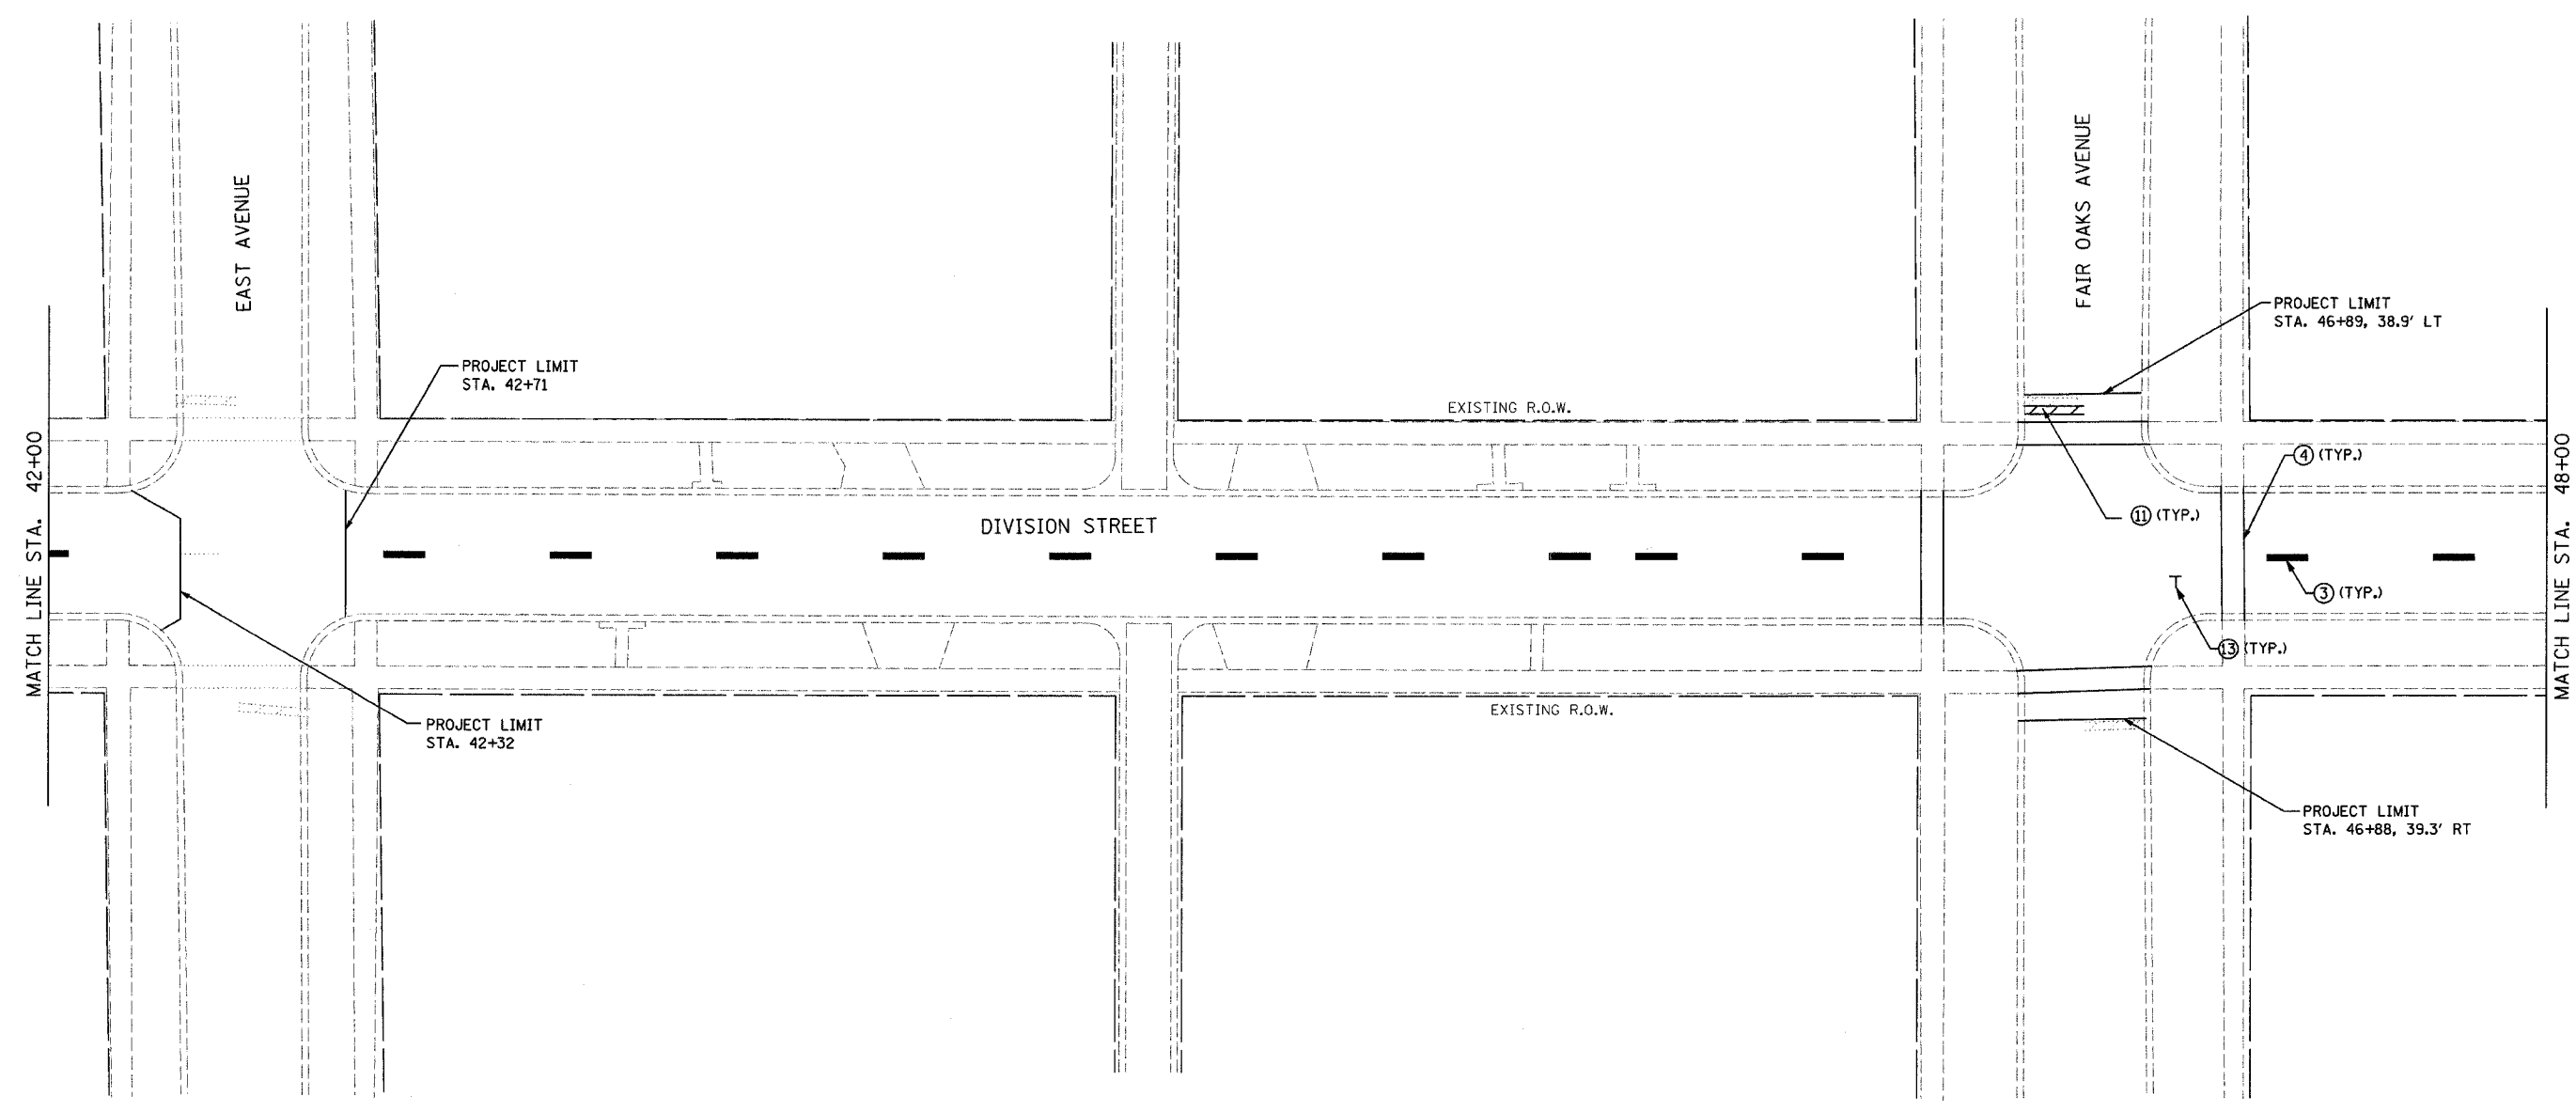 EAST AVENUE
FAIR OAKS AVENUE
PROJECT LIMIT
STA. 46+89, 38.9' LT
PROJECT LIMIT
STA. 42+71
EXISTING R.O.W.
MATCH LINE STA. 42+00
MATCH LINE STA. 48+00
4 (TYP.)
11 (TYP.)
DIVISION STREET
3 (TYP.)
13 (TYP.)
EXISTING R.O.W.
PROJECT LIMIT
STA. 42+32
PROJECT LIMIT
STA. 46+88, 39.3' RT